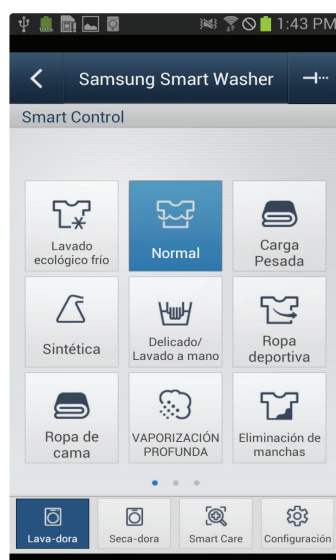 1:43 PM
Samsung Smart Washer
Smart Control
Lavado
ecológico frío
Normal
Carga
Pesada
Sintética
Delicado/
Lavado a mano
Ropa
deportiva
Ropa de
cama
VAPORIZACIÓN
PROFUNDA
Eliminación de
manchas
Lava-dora
Seca-dora
Smart Care
Configuración